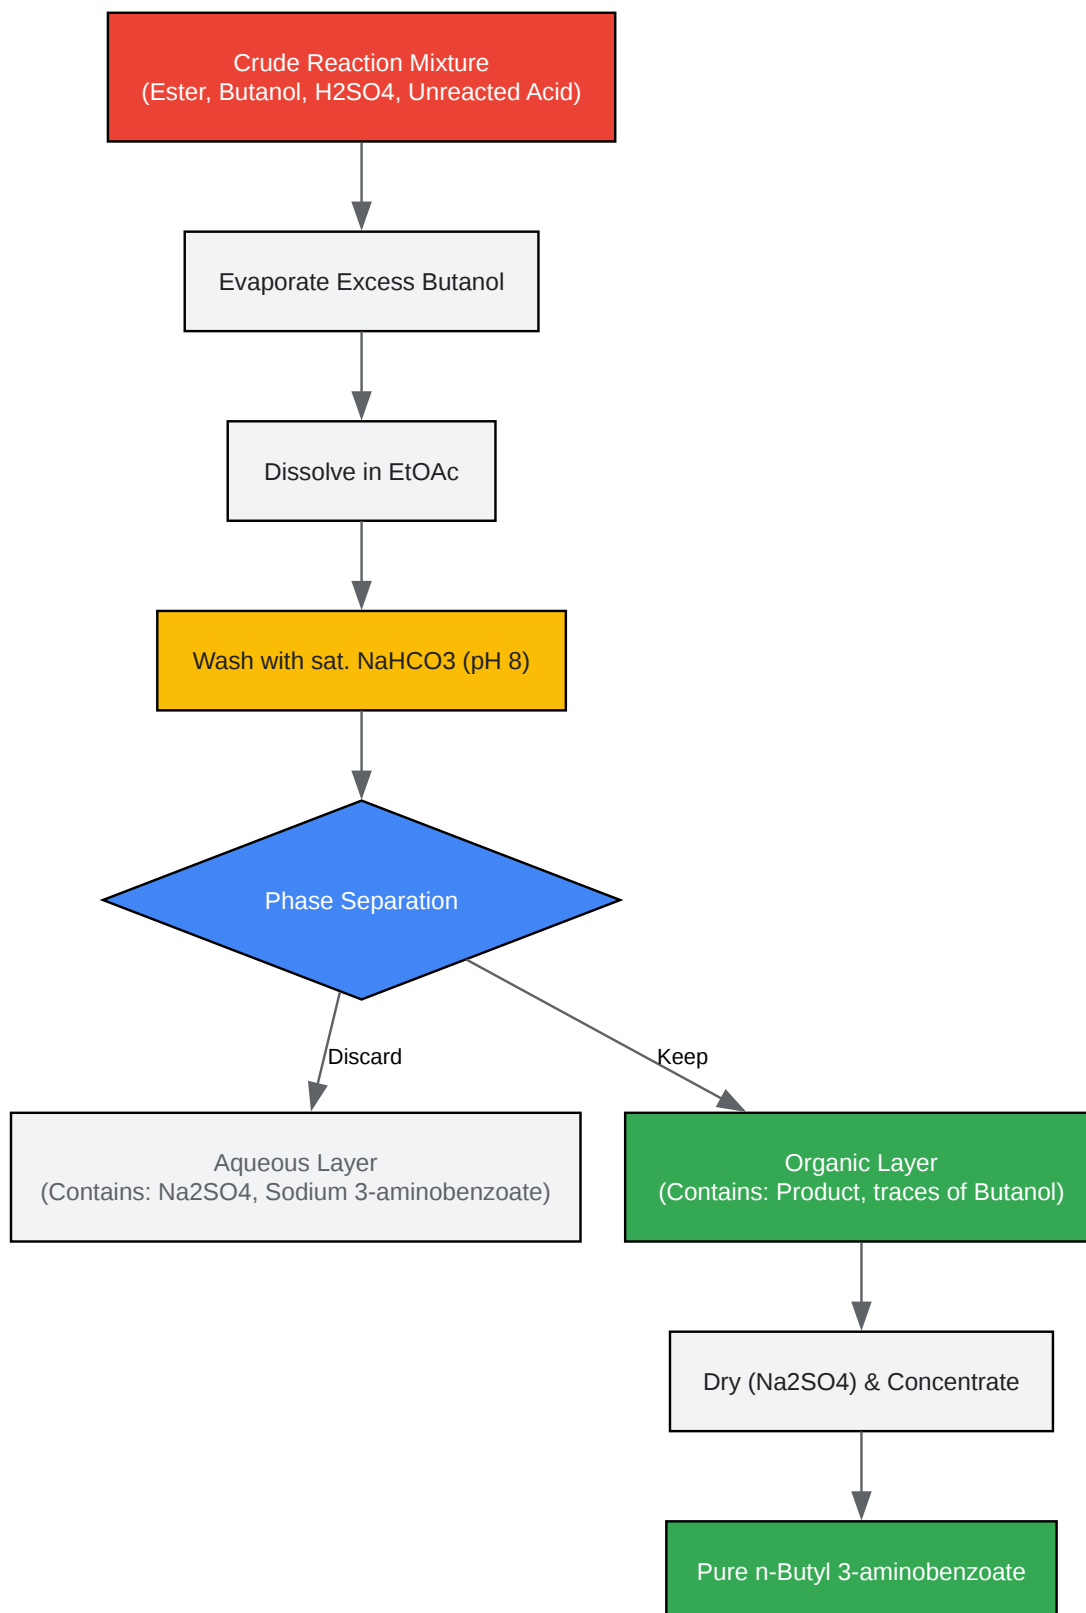 Crude Reaction Mixture
(Ester, Butanol, H2SO4, Unreacted Acid)
Evaporate Excess Butanol
Dissolve in EtOAc
Wash with sat. NaHCO3 (pH 8)
Phase Separation
Discard
Keep
Aqueous Layer
(Contains: Na2SO4, Sodium 3-aminobenzoate)
Organic Layer
(Contains: Product, traces of Butanol)
Dry (Na2SO4) & Concentrate
Pure n-Butyl 3-aminobenzoate